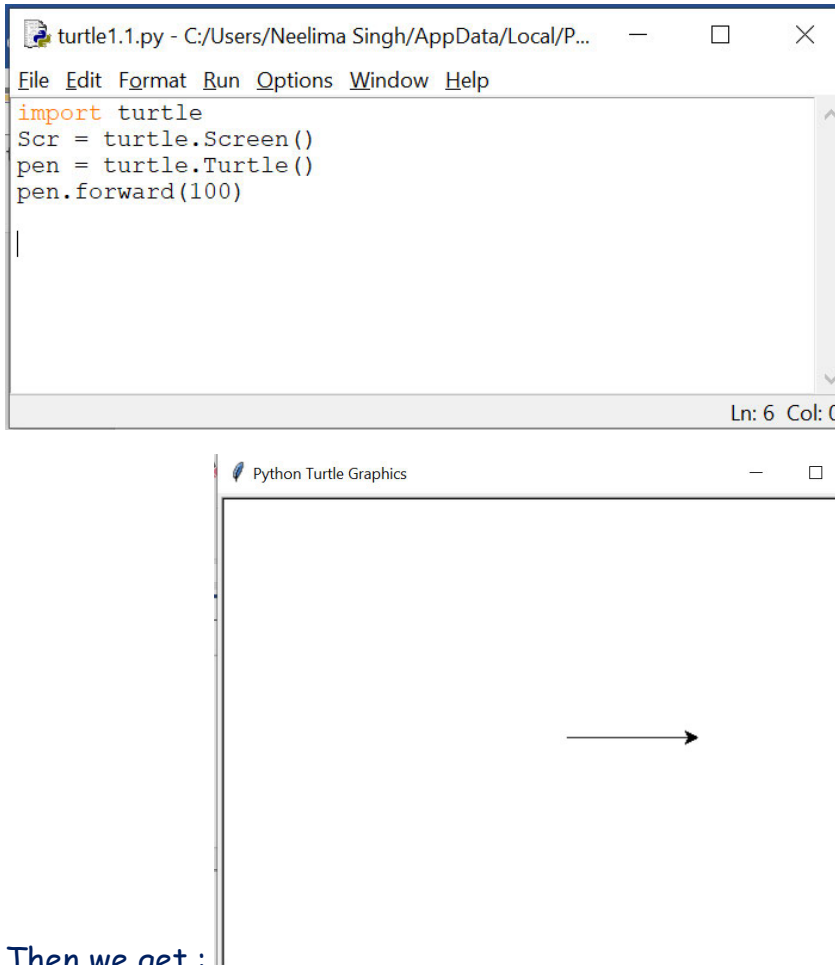 turtle1.1.py - C:/Users/Neelima Singh/AppData/Local/P...
File Edit Format Run Options Window Help
import turtle
Scr = turtle.Screen()
pen = turtle.Turtle()
pen.forward(100)
Ln: 6 Col: 0
Python Turtle Graphics
Then we get :